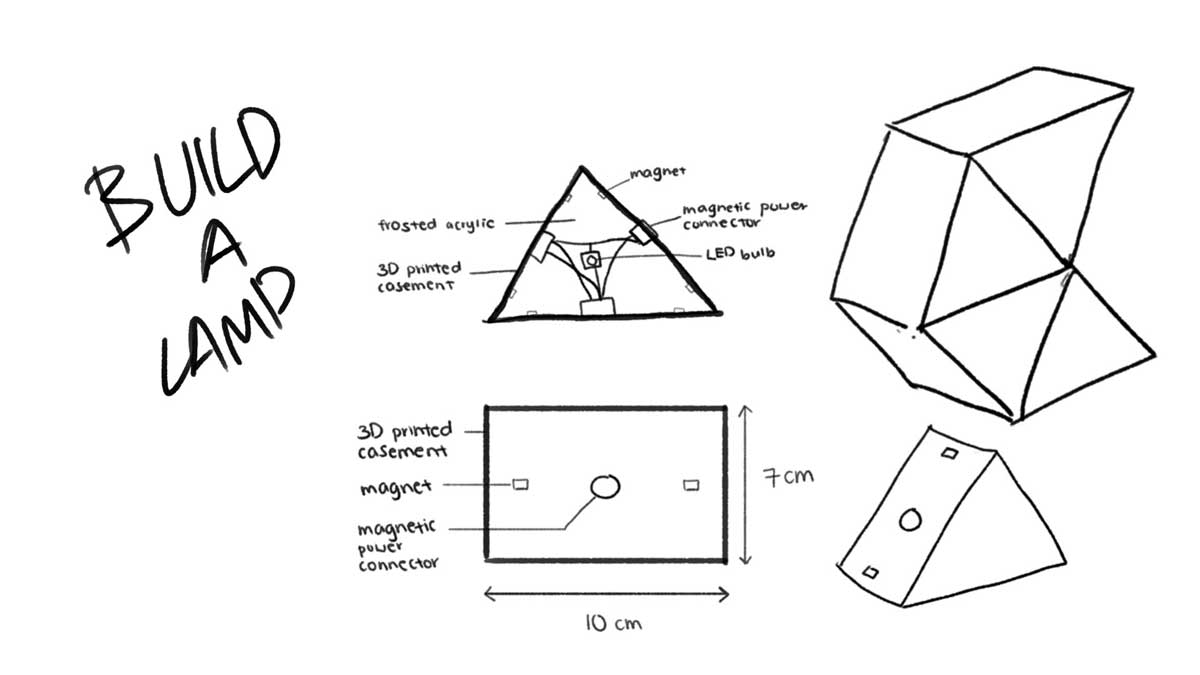 BUILD
A
LAMP
magnet
magnetic power
connector
frosted acrylic
LED bulb
3D printed
casement
3D printed
casement
magnet
magnetic
power
connector
7cm
10 cm